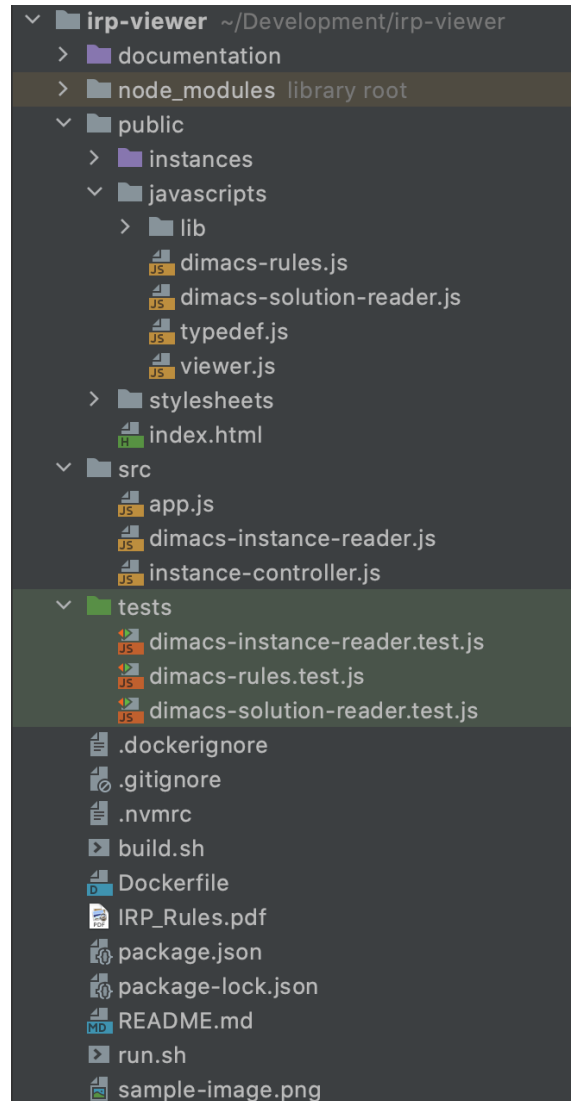 irp-viewer ~/Development/irp-viewer
documentation
node_modules library root
public
instances
javascripts
lib
dimacs-rules.js
dimacs-solution-reader.js
typedef.js
viewer.js
stylesheets
index.html
src
app.js
dimacs-instance-reader.js
instance-controller.js
tests
dimacs-instance-reader.test.js
dimacs-rules.test.js
dimacs-solution-reader.test.js
.dockerignore
.gitignore
.nvmrc
build.sh
Dockerfile
IRP_Rules.pdf
package.json
package-lock.json
README.md
run.sh
sample-image.png